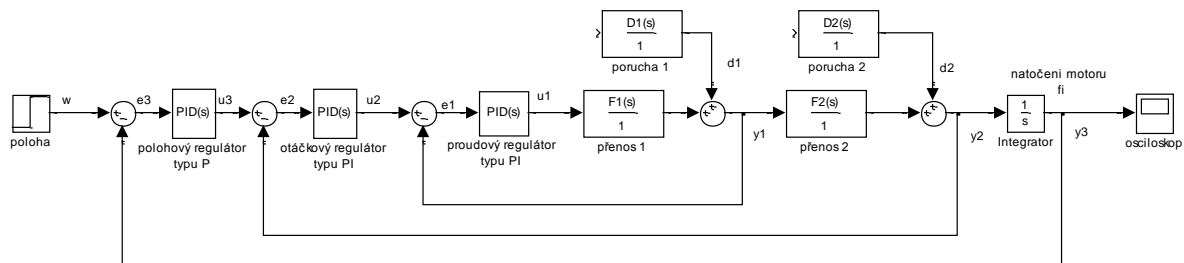 D1(s)
1
porucha 1
d1
D2(s)
1
porucha 2
d2
natočeni motoru
fi
w
poloha
e3
PID(s)
polohový regulátor
typu P
u3
e2
PID(s)
otáčkový regulátor
typu PI
u2
e1
PID(s)
proudový regulátor
typu PI
u1
F1(s)
1
přenos 1
y1
F2(s)
1
přenos 2
y2
1
s
Integrator
y3
osciloskop